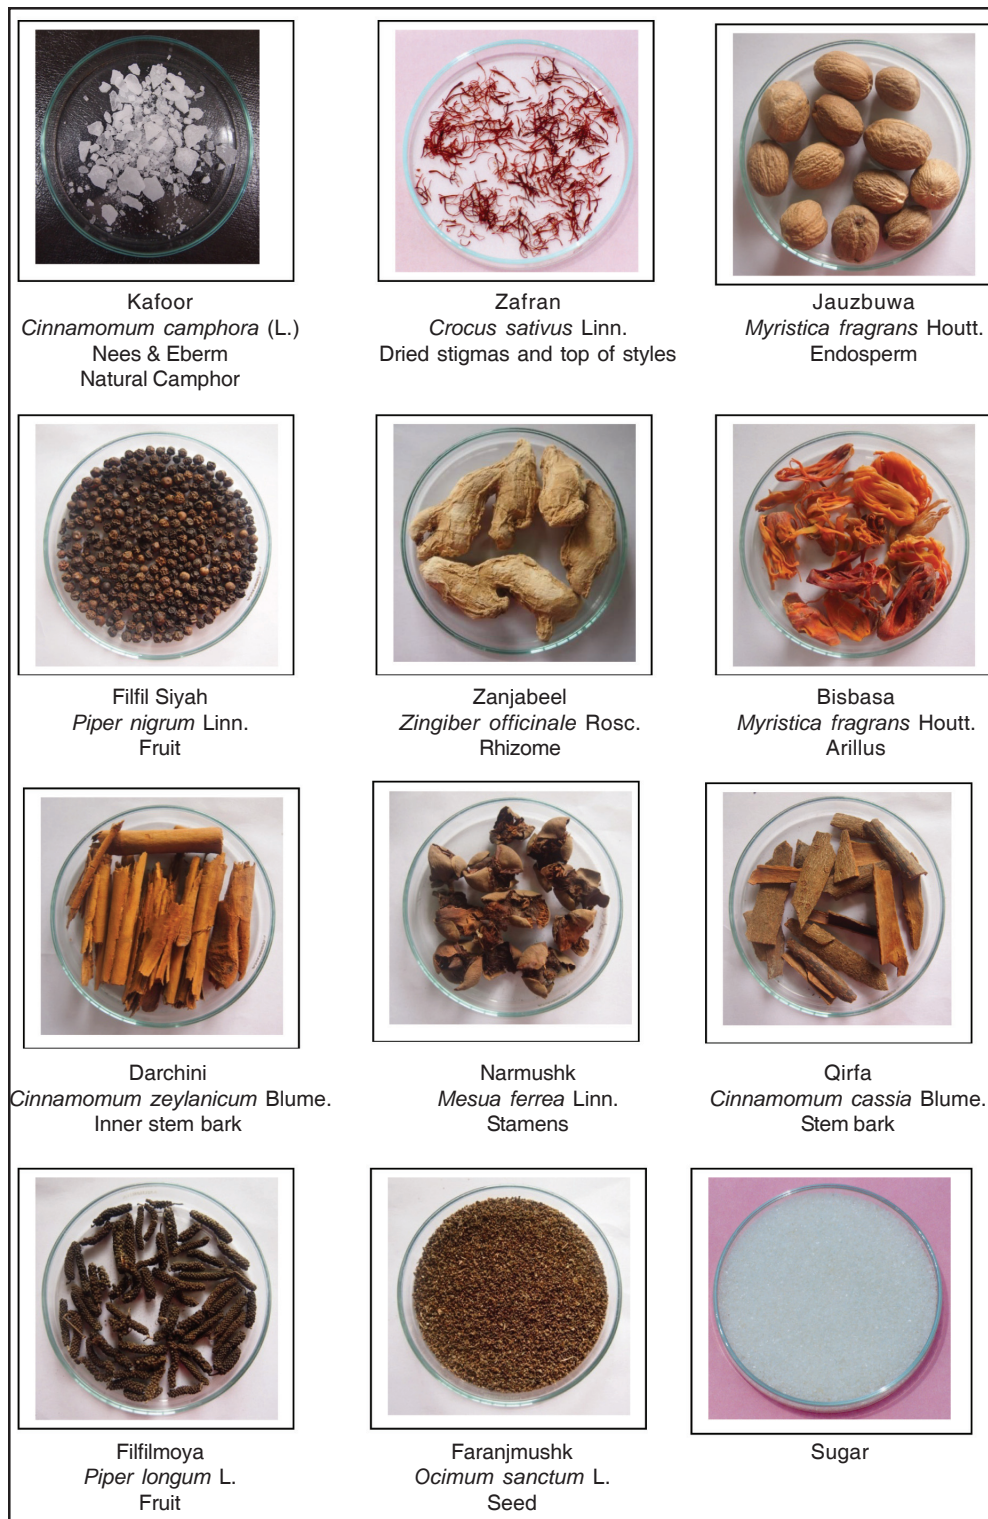 Kafoor
Cinnamomum camphora (L.)
Nees & Eberm
Natural Camphor
Zafran
Crocus sativus Linn.
Dried stigmas and top of styles
Jauzbuwa
Myristica fragrans Houtt.
Endosperm
Filfil Siyah
Piper nigrum Linn.
Fruit
Zanjabeel
Zingiber officinale Rosc.
Rhizome
Bisbasa
Myristica fragrans Houtt.
Arillus
Darchini
Cinnamomum zeylanicum Blume.
Inner stem bark
Narmushk
Mesua ferrea Linn.
Stamens
Qirfa
Cinnamomum cassia Blume.
Stem bark
Filfilmoya
Piper longum L.
Fruit
Faranjmushk
Ocimum sanctum L.
Seed
Sugar